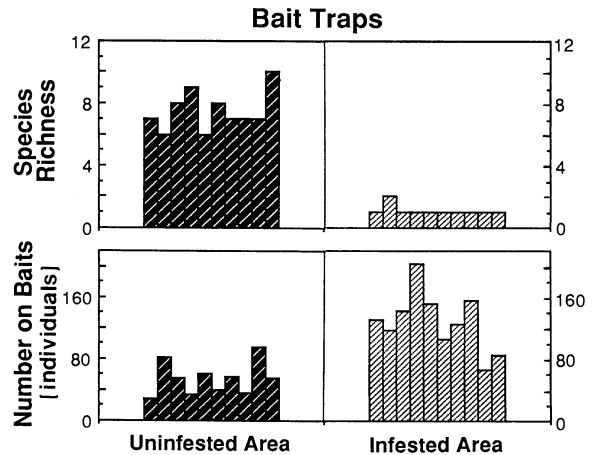 Bait Traps
Species
Richness
12
8
4
0
12
8
4
0
Number on Baits
[individuals]
160
80
0
160
80
0
Uninfested Area
Infested Area